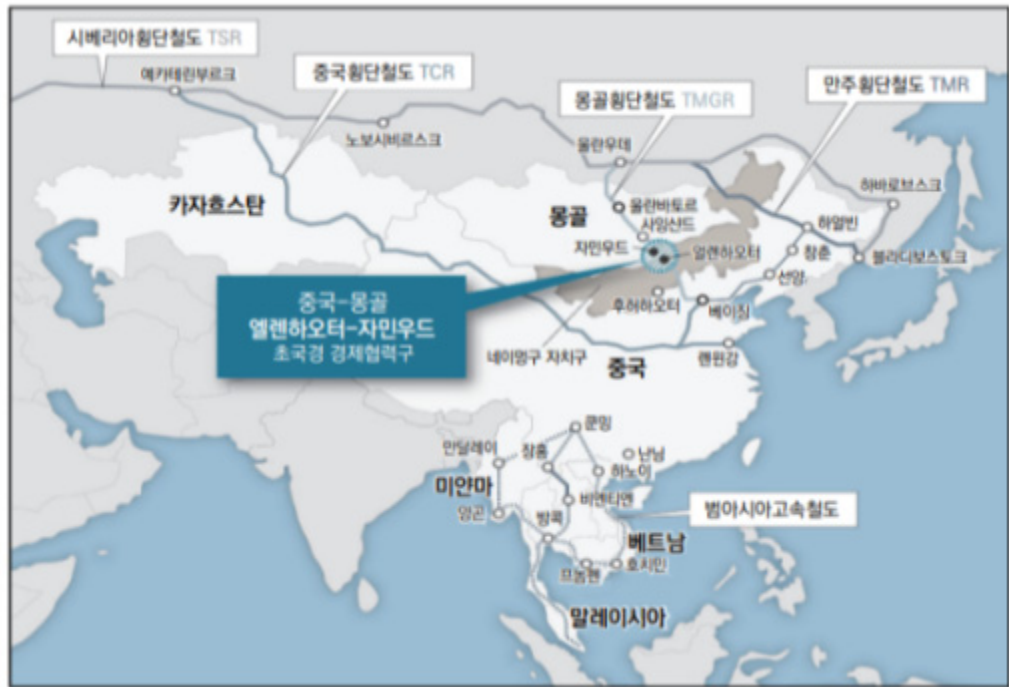 시베리아횡단철도 TSR
예카테린부르크
중국횡단철도 TCR
노보시비르스크
몽골횡단철도 TMGR
만주횡단철도 TMR
울란우데
하바로브스크
카자흐스탄
몽골
울란바토르
사임샨드
자민우드
얼렌하오터
하얼빈
창춘
선양
블라디보스토크
중국-몽골
엘렌하오터-자민우드
초국경 경제협력구
후허하오터
베이징
네이멍구 자치구
롄윈강
중국
쿤밍
만달레이
징훙
난닝
하노이
미얀마
양곤
비엔티엔
방콕
범아시아고속철도
베트남
프놈펜
호치민
말레이시아